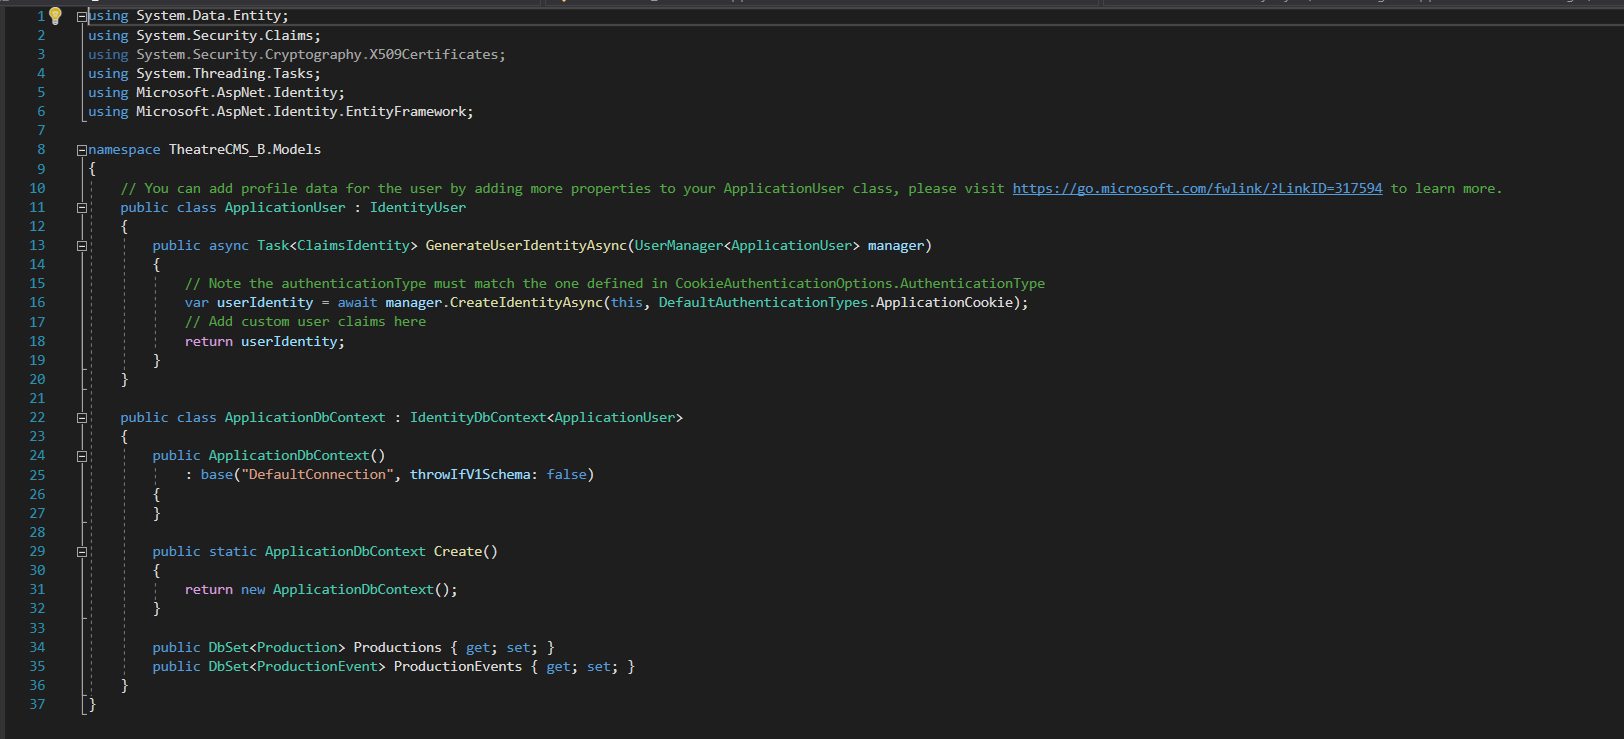 1 using System.Data.Entity;
2 using System.Security.Claims;
3 using System.Security.Cryptography.X509Certificates;
4 using System.Threading.Tasks;
5 using Microsoft.AspNet.Identity;
6 using Microsoft.AspNet.Identity.EntityFramework;
7
8 namespace TheatreCMS_B.Models
9 {
10 // You can add profile data for the user by adding more properties to your ApplicationUser class, please visit https://go.microsoft.com/fwlink/?LinkID=317594 to learn more.
11 public class ApplicationUser : IdentityUser
12 {
13 public async Task<ClaimsIdentity> GenerateUserIdentityAsync(UserManager<ApplicationUser> manager)
14 {
15 // Note the authenticationType must match the one defined in CookieAuthenticationOptions.AuthenticationType
16 var userIdentity = await manager.CreateIdentityAsync(this, DefaultAuthenticationTypes.ApplicationCookie);
17 // Add custom user claims here
18 return userIdentity;
19 }
20 }
21
22 public class ApplicationDbContext : IdentityDbContext<ApplicationUser>
23 {
24 public ApplicationDbContext()
25 : base("DefaultConnection", throwIfV1Schema: false)
26 {
27 }
28
29 public static ApplicationDbContext Create()
30 {
31 return new ApplicationDbContext();
32 }
33
34 public DbSet<Production> Productions { get; set; }
35 public DbSet<ProductionEvent> ProductionEvents { get; set; }
36 }
37 }